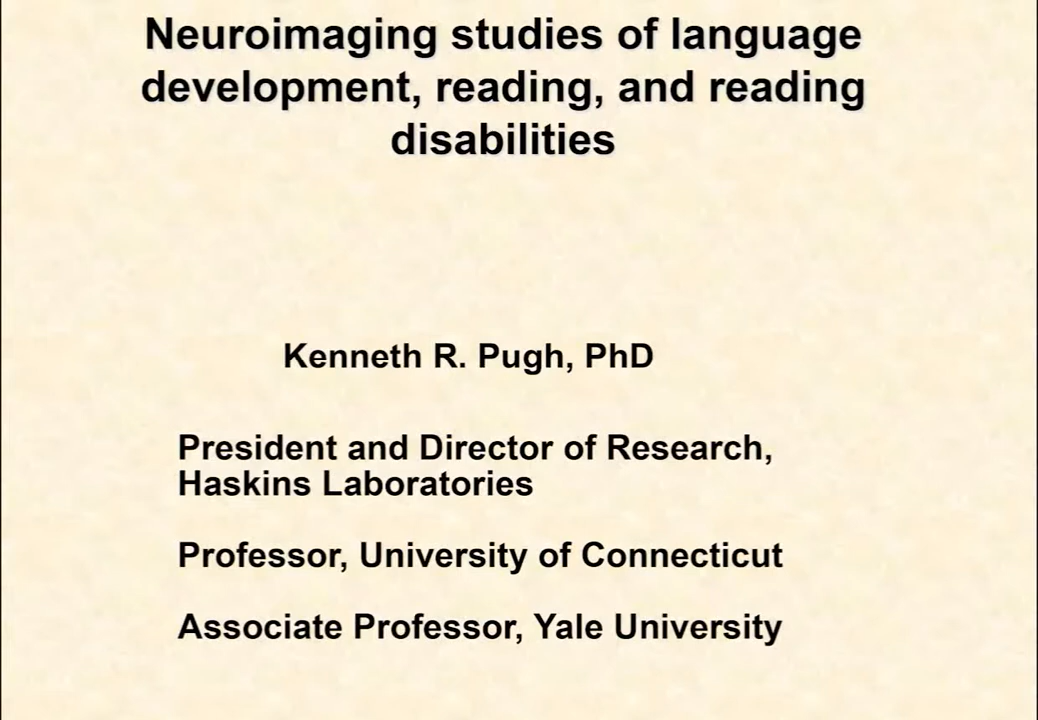 Neuroimaging studies of language
development, reading, and reading
disabilities
Kenneth R. Pugh, PhD
President and Director of Research,
Haskins Laboratories
Professor, University of Connecticut
Associate Professor, Yale University